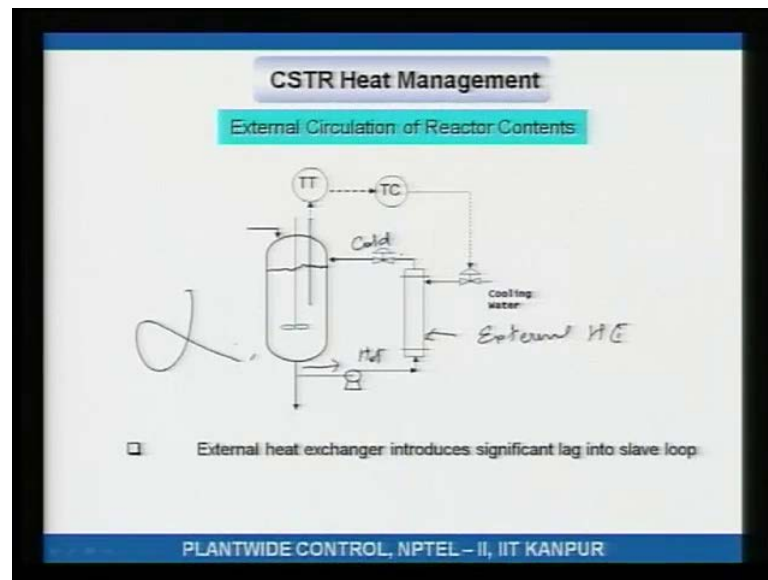 CSTR Heat Management
External Circulation of Reactor Contents
TT
TC
Cold
Cooling
Water
External HE
Hot
External heat exchanger introduces significant lag into slave loop
PLANTWIDE CONTROL, NPTEL – II, IIT KANPUR